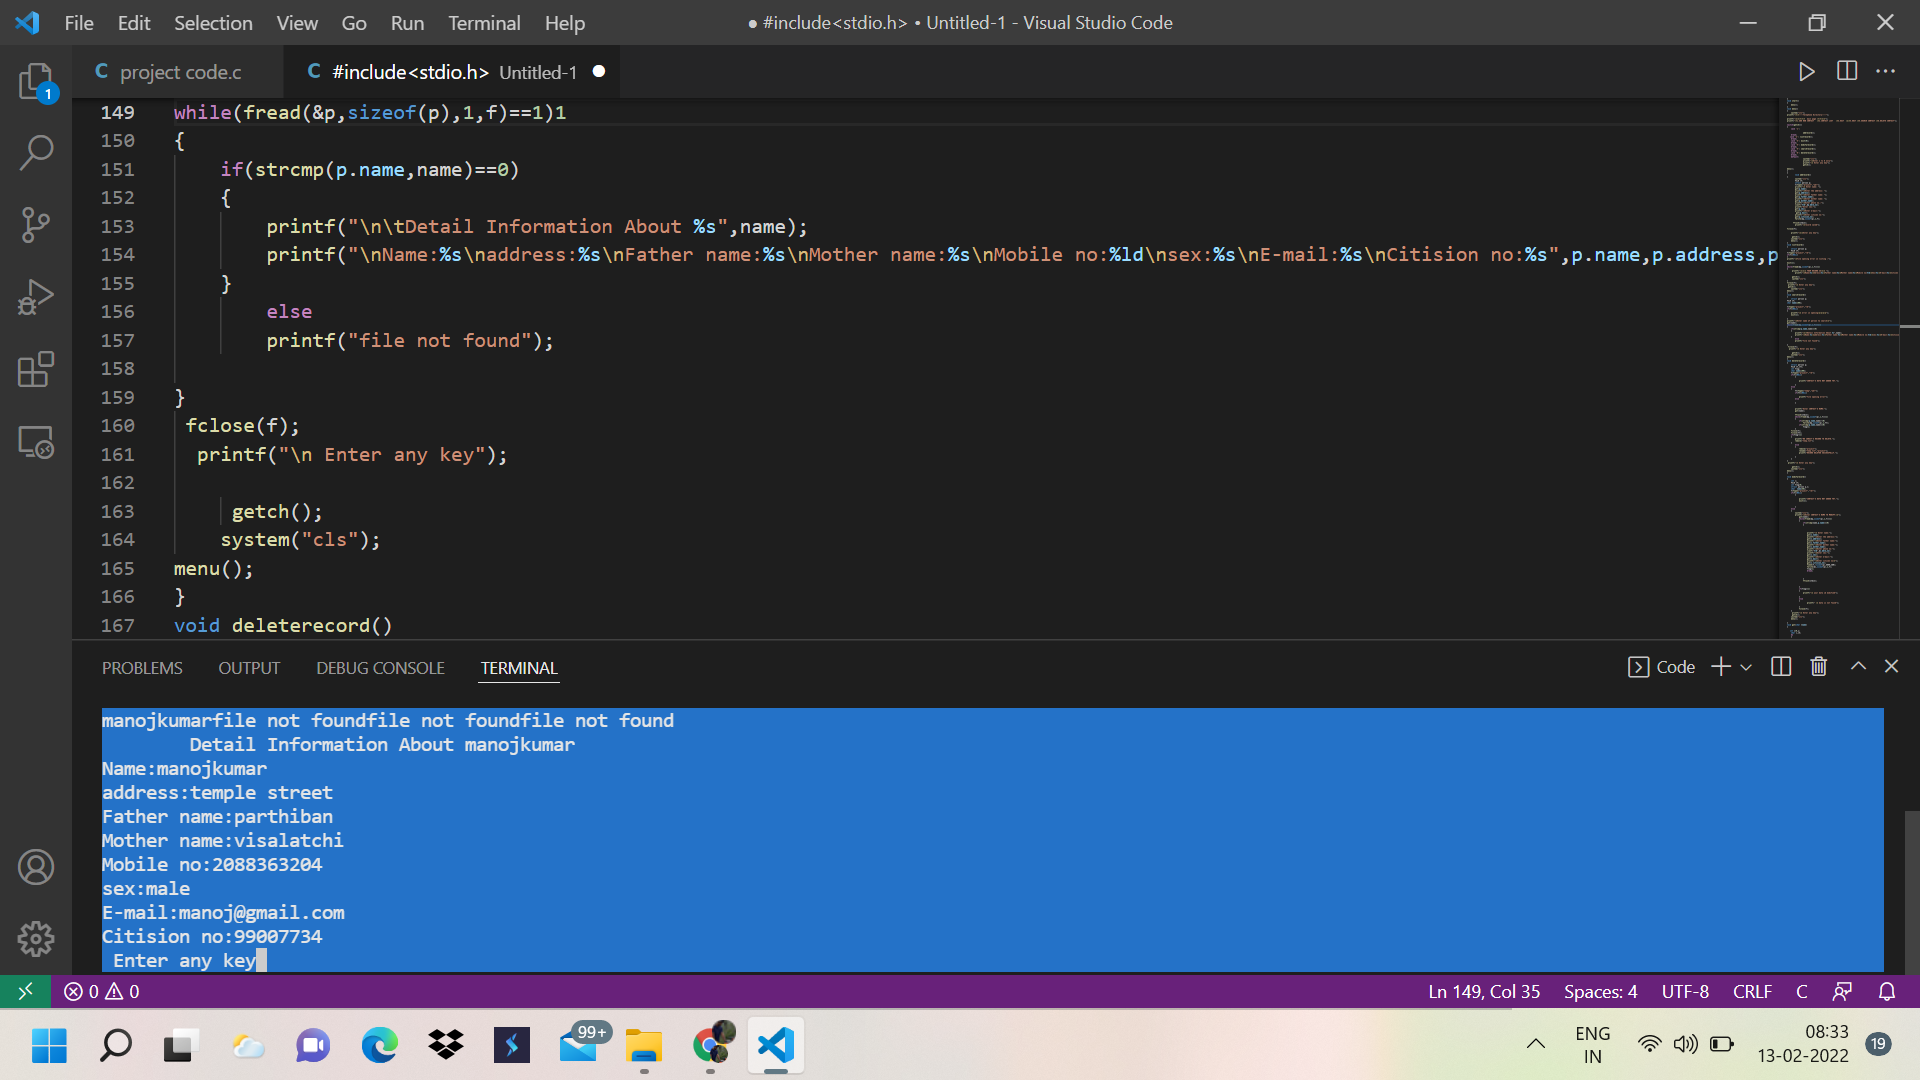 File Edit Selection View Go Run Terminal Help
● #include<stdio.h> • Untitled-1 - Visual Studio Code
C project code.c
C #include<stdio.h> Untitled-1 ●
1
149 while(fread(&p,sizeof(p),1,f)==1)1
150 {
151 if(strcmp(p.name,name)==0)
152 {
153 printf("\n\tDetail Information About %s",name);
154 printf("\nName:%s\naddress:%s\nFather name:%s\nMother name:%s\nMobile no:%ld\nsex:%s\nE-mail:%s\nCitision no:%s",p.name,p.address,p
155 }
156 else
157 printf("file not found");
158
159 }
160 fclose(f);
161 printf("\n Enter any key");
162
163 getch();
164 system("cls");
165 menu();
166 }
167 void deleterecord()
PROBLEMS OUTPUT DEBUG CONSOLE TERMINAL
Code
manojkumarfile not foundfile not foundfile not found
Detail Information About manojkumar
Name:manojkumar
address:temple street
Father name:parthiban
Mother name:visalatchi
Mobile no:2088363204
sex:male
E-mail:manoj@gmail.com
Citision no:99007734
Enter any key
0 0
Ln 149, Col 35 Spaces: 4 UTF-8 CRLF C
99+
ENG
IN
08:33
13-02-2022
19